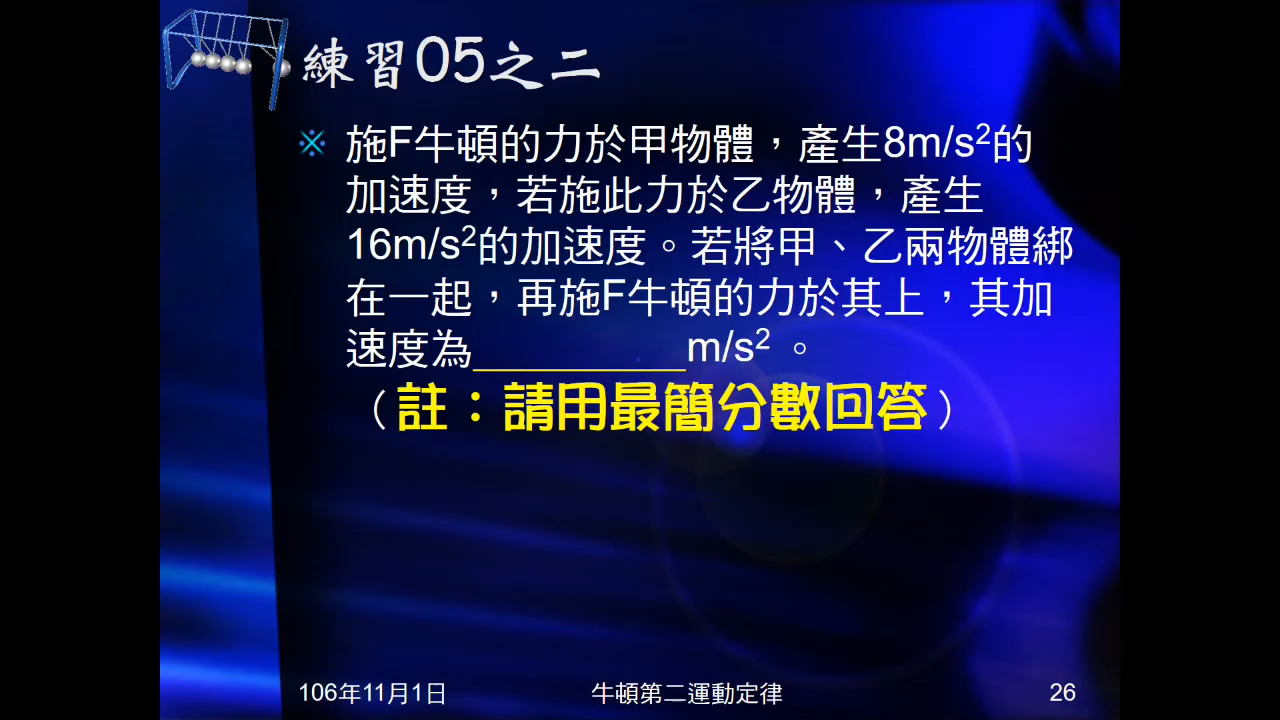 練習05之二
※ 施F牛頓的力於甲物體，產生8m/s²的
加速度，若施此力於乙物體，產生
16m/s²的加速度。若將甲、乙兩物體綁
在一起，再施F牛頓的力於其上，其加
速度為__________m/s² 。
（註：請用最簡分數回答）
106年11月1日
牛頓第二運動定律
26